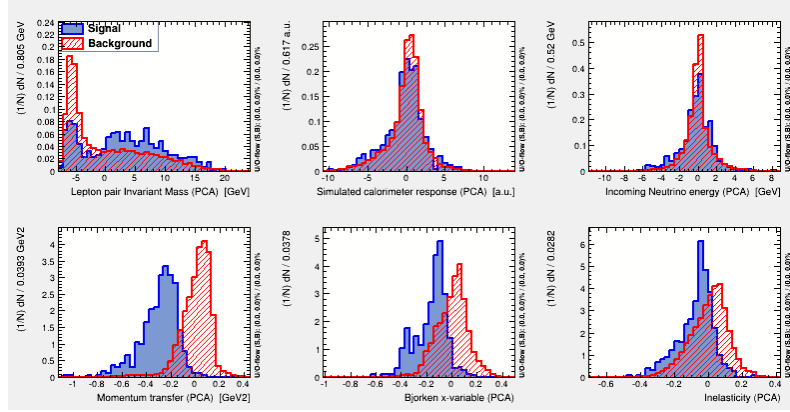 (1/N) dN / 0.805 GeV
0.24
0.22
0.2
0.18
0.16
0.14
0.12
0.1
0.08
0.06
0.04
0.02
0
Signal
Background
-5 0 5 10 15 20
Lepton pair Invariant Mass (PCA) [GeV]
U/O-flow (S,B): (0.0, 0.0)% / (0.0, 0.0)%
(1/N) dN / 0.617 a.u.
0.25
0.2
0.15
0.1
0.05
0
-10 -5 0 5 10
Simulated calorimeter response (PCA) [a.u.]
U/O-flow (S,B): (0.0, 0.0)% / (0.0, 0.0)%
(1/N) dN / 0.52 GeV
0.6
0.5
0.4
0.3
0.2
0.1
0
-10 -8 -6 -4 -2 0 2 4 6 8
Incoming Neutrino energy (PCA) [GeV]
U/O-flow (S,B): (0.0, 0.0)% / (0.0, 0.0)%
(1/N) dN / 0.0393 GeV2
4
3.5
3
2.5
2
1.5
1
0.5
0
-1 -0.8 -0.6 -0.4 -0.2 0 0.2 0.4
Momentum transfer (PCA) [GeV2]
U/O-flow (S,B): (0.0, 0.0)% / (0.0, 0.0)%
(1/N) dN / 0.0378
5
4
3
2
1
0
-1 -0.8 -0.6 -0.4 -0.2 0 0.2 0.4
Bjorken x-variable (PCA)
U/O-flow (S,B): (0.0, 0.0)% / (0.0, 0.0)%
(1/N) dN / 0.0282
6
5
4
3
2
1
0
-0.6 -0.4 -0.2 0 0.2 0.4
Inelasticity (PCA)
U/O-flow (S,B): (0.0, 0.0)% / (0.0, 0.0)%